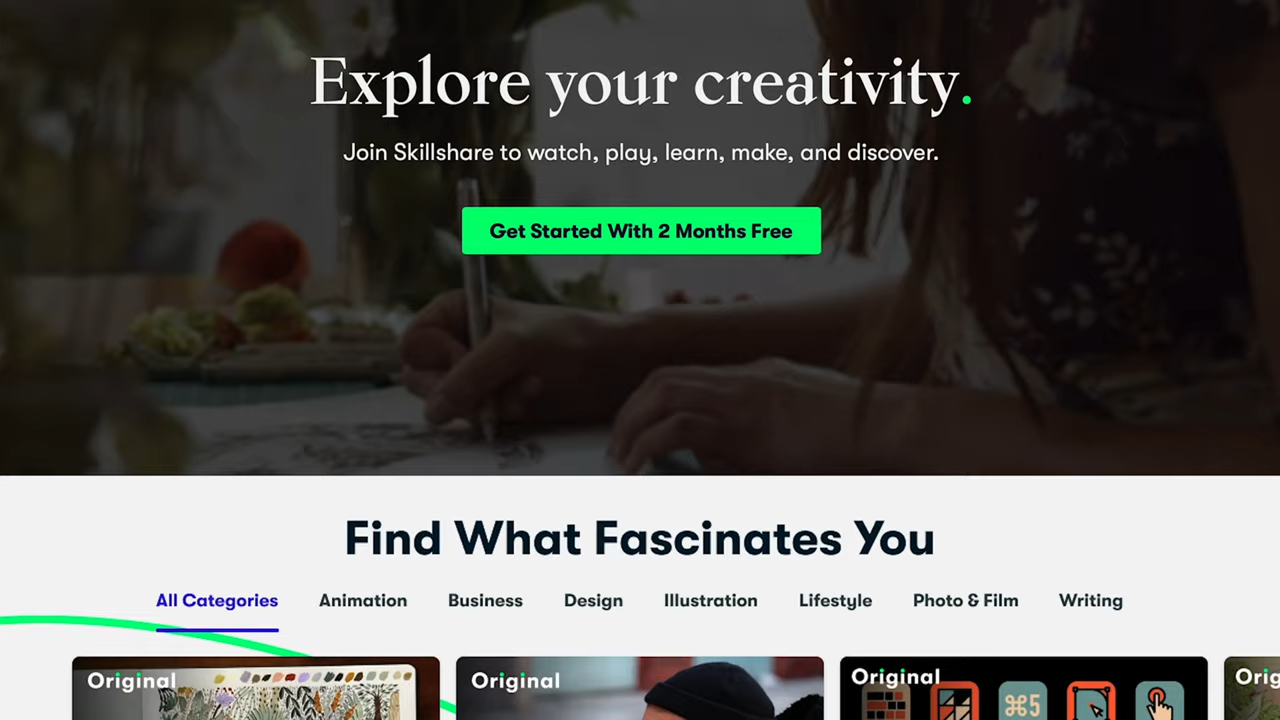 Explore your creativity.
Join Skillshare to watch, play, learn, make, and discover.
Get Started With 2 Months Free
Find What Fascinates You
All Categories Animation Business Design Illustration Lifestyle Photo & Film Writing
Original Original Original Orig
⌘5